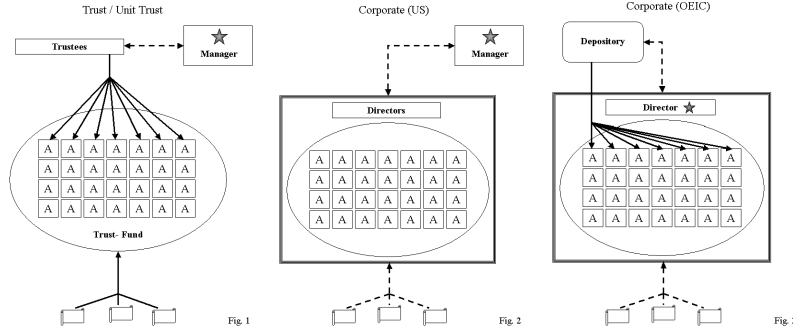 Trust / Unit Trust
Trustees
Manager
A A A A A A A
A A A A A A A
A A A A A A A
A A A A A A A
Trust- Fund
Fig. 1
Corporate (US)
Manager
Directors
A A A A A A A
A A A A A A A
A A A A A A A
A A A A A A A
Fig. 2
Corporate (OEIC)
Depository
Director
A A A A A A A
A A A A A A A
A A A A A A A
A A A A A A A
Fig.